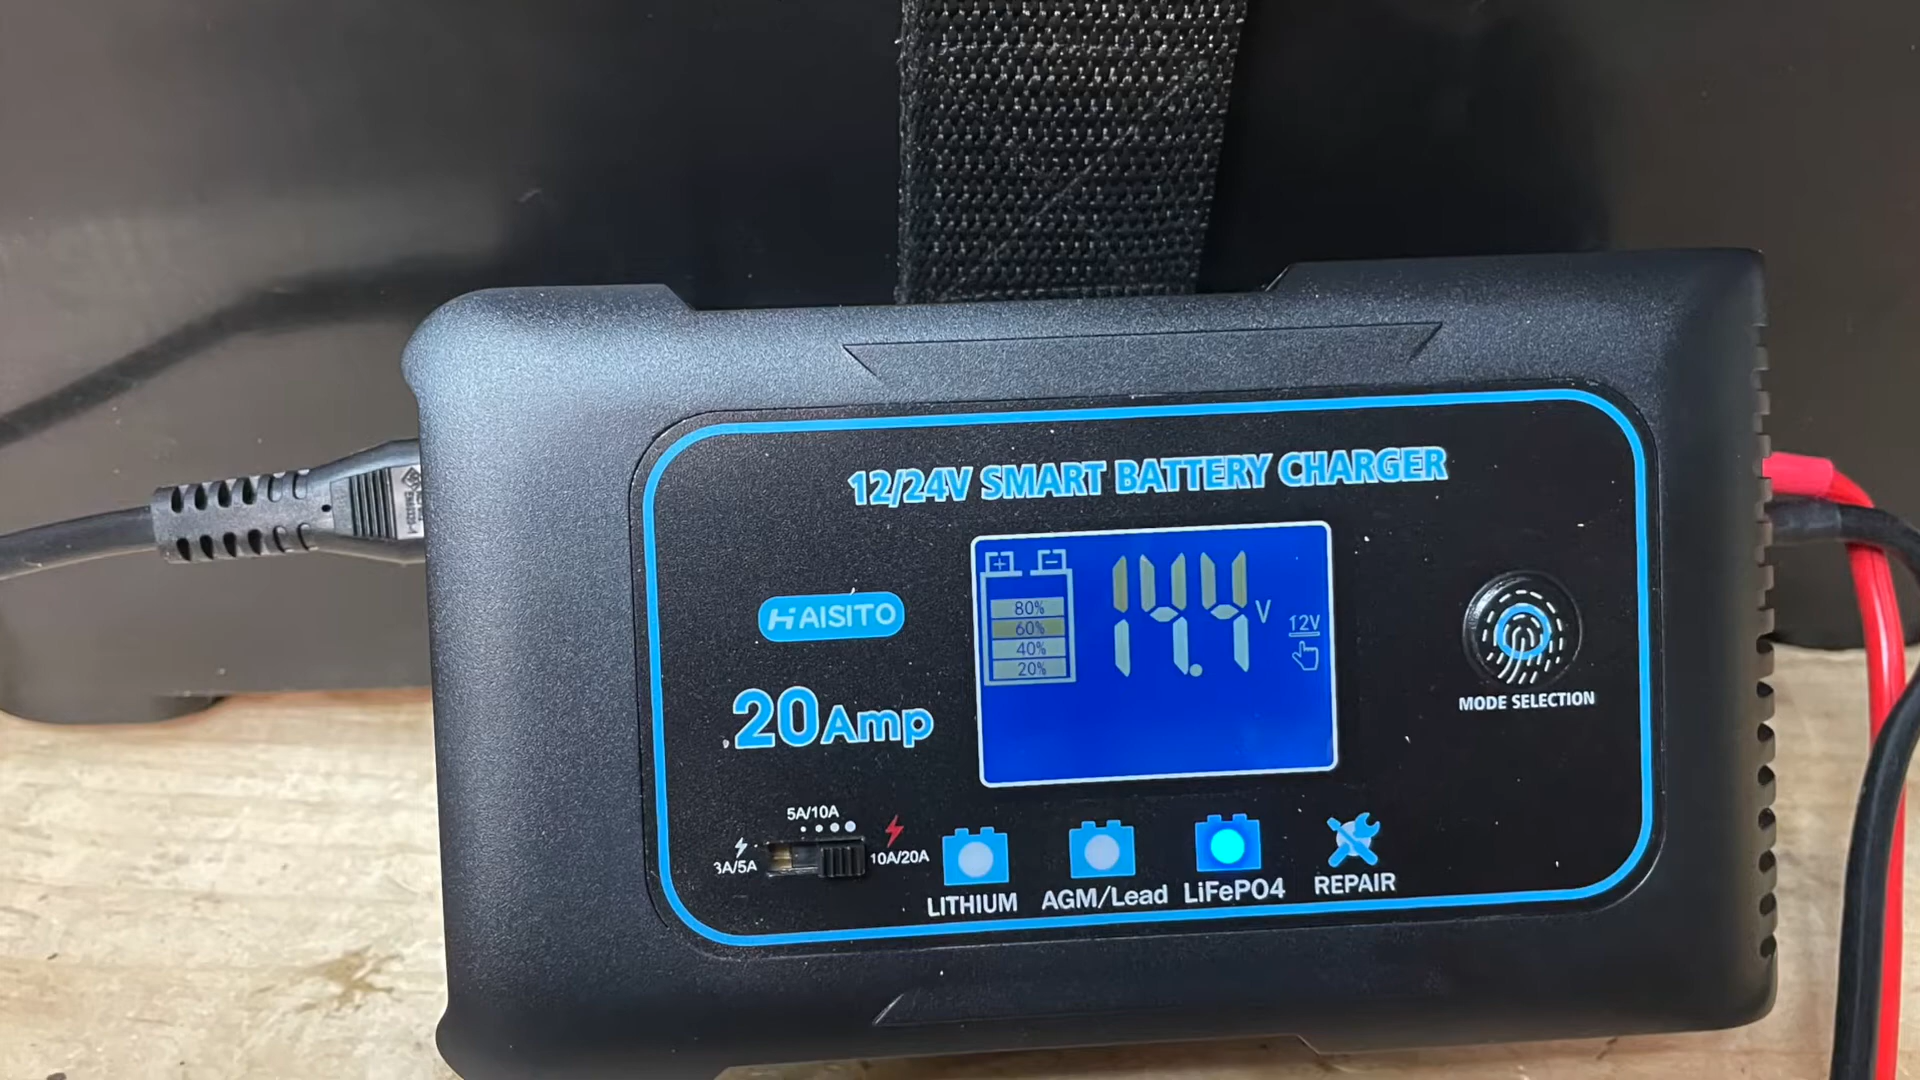 12/24V SMART BATTERY CHARGER
HAISITO
20Amp
+ -
80%
60%
40%
20%
14.4 V
12V
MODE SELECTION
5A/10A
3A/5A
10A/20A
LITHIUM
AGM/Lead
LiFePO4
REPAIR